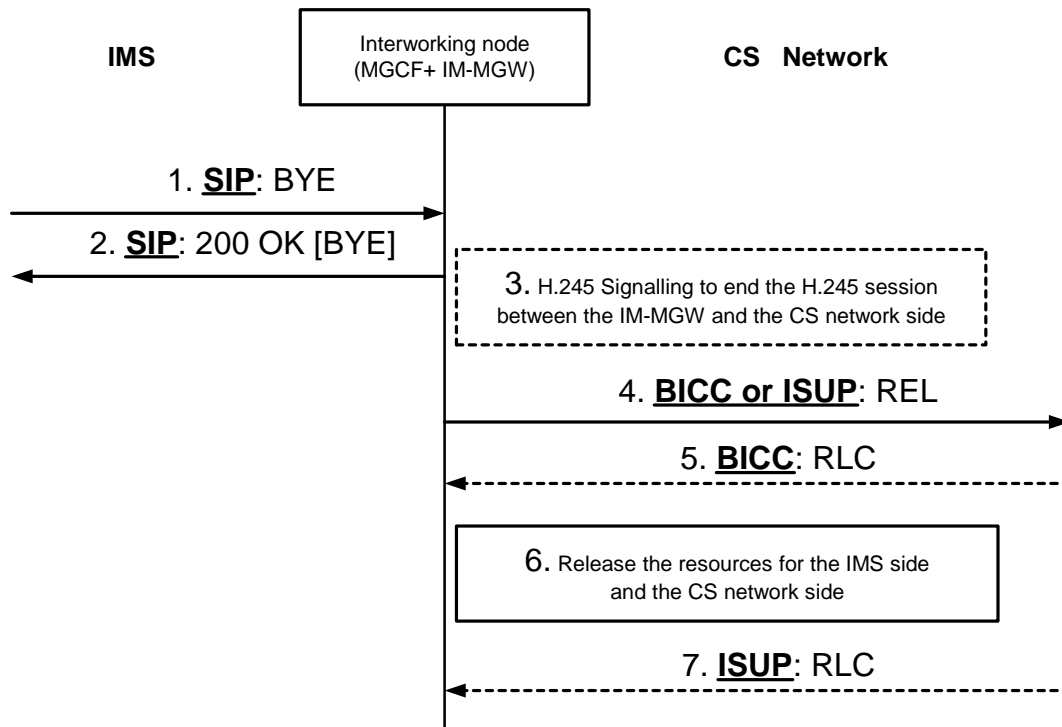 IMS
Interworking node
(MGCF+ IM-MGW)
CS Network
1. SIP: BYE
2. SIP: 200 OK [BYE]
3. H.245 Signalling to end the H.245 session
between the IM-MGW and the CS network side
4. BICC or ISUP: REL
5. BICC: RLC
6. Release the resources for the IMS side
and the CS network side
7. ISUP: RLC